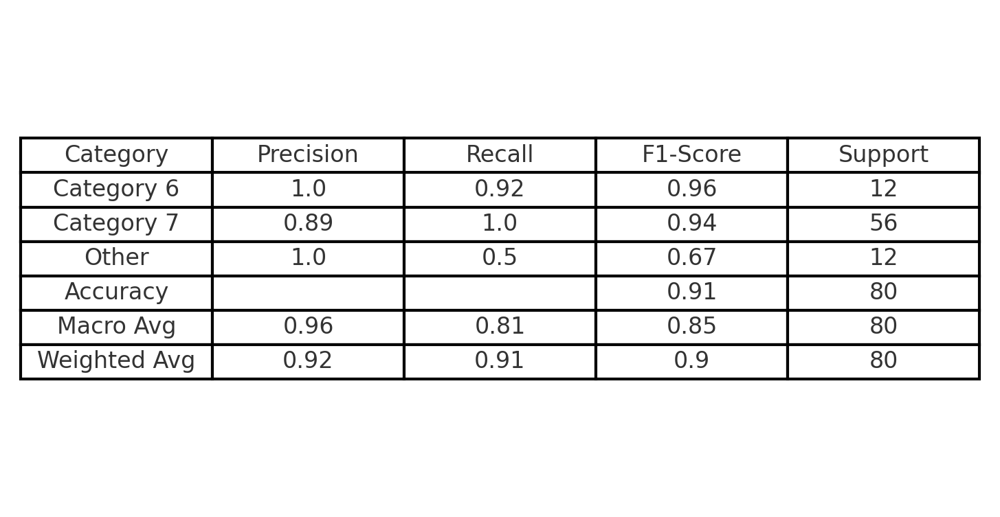 Category Precision Recall F1-Score Support
Category 6 1.0 0.92 0.96 12
Category 7 0.89 1.0 0.94 56
Other 1.0 0.5 0.67 12
Accuracy 0.91 80
Macro Avg 0.96 0.81 0.85 80
Weighted Avg 0.92 0.91 0.9 80